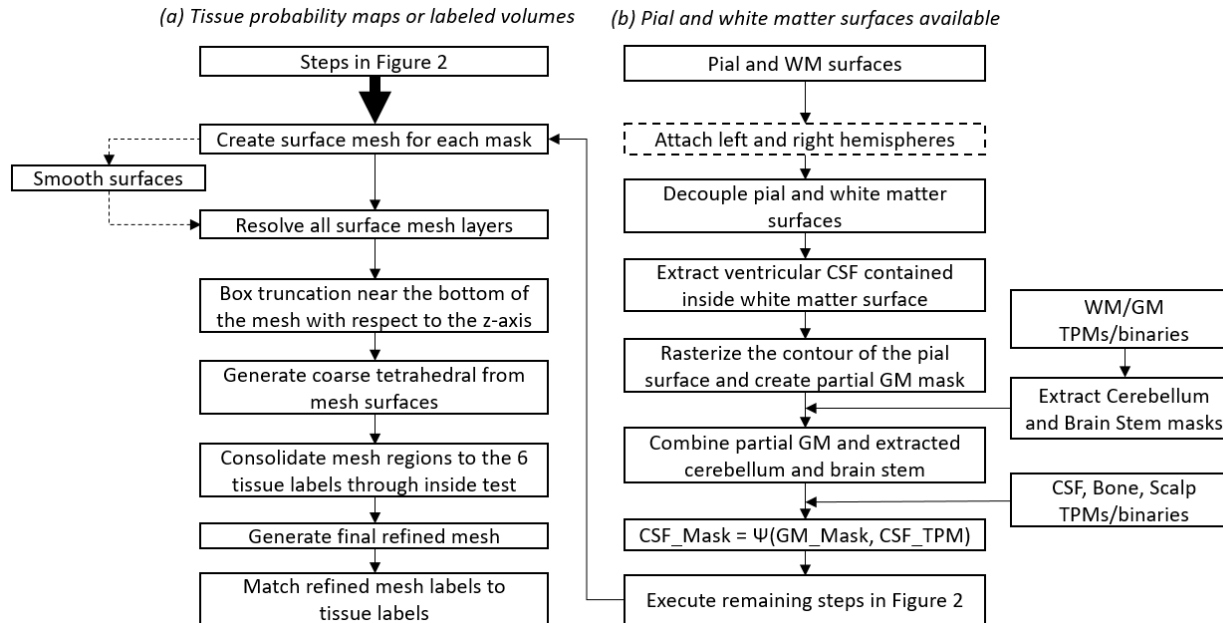 (a) Tissue probability maps or labeled volumes
Steps in Figure 2
Create surface mesh for each mask
Smooth surfaces
Resolve all surface mesh layers
Box truncation near the bottom of
the mesh with respect to the z-axis
Generate coarse tetrahedral from
mesh surfaces
Consolidate mesh regions to the 6
tissue labels through inside test
Generate final refined mesh
Match refined mesh labels to
tissue labels
(b) Pial and white matter surfaces available
Pial and WM surfaces
Attach left and right hemispheres
Decouple pial and white matter
surfaces
Extract ventricular CSF contained
inside white matter surface
Rasterize the contour of the pial
surface and create partial GM mask
Combine partial GM and extracted
cerebellum and brain stem
CSF_Mask = Ψ(GM_Mask, CSF_TPM)
Execute remaining steps in Figure 2
WM/GM
TPMs/binaries
Extract Cerebellum
and Brain Stem masks
CSF, Bone, Scalp
TPMs/binaries